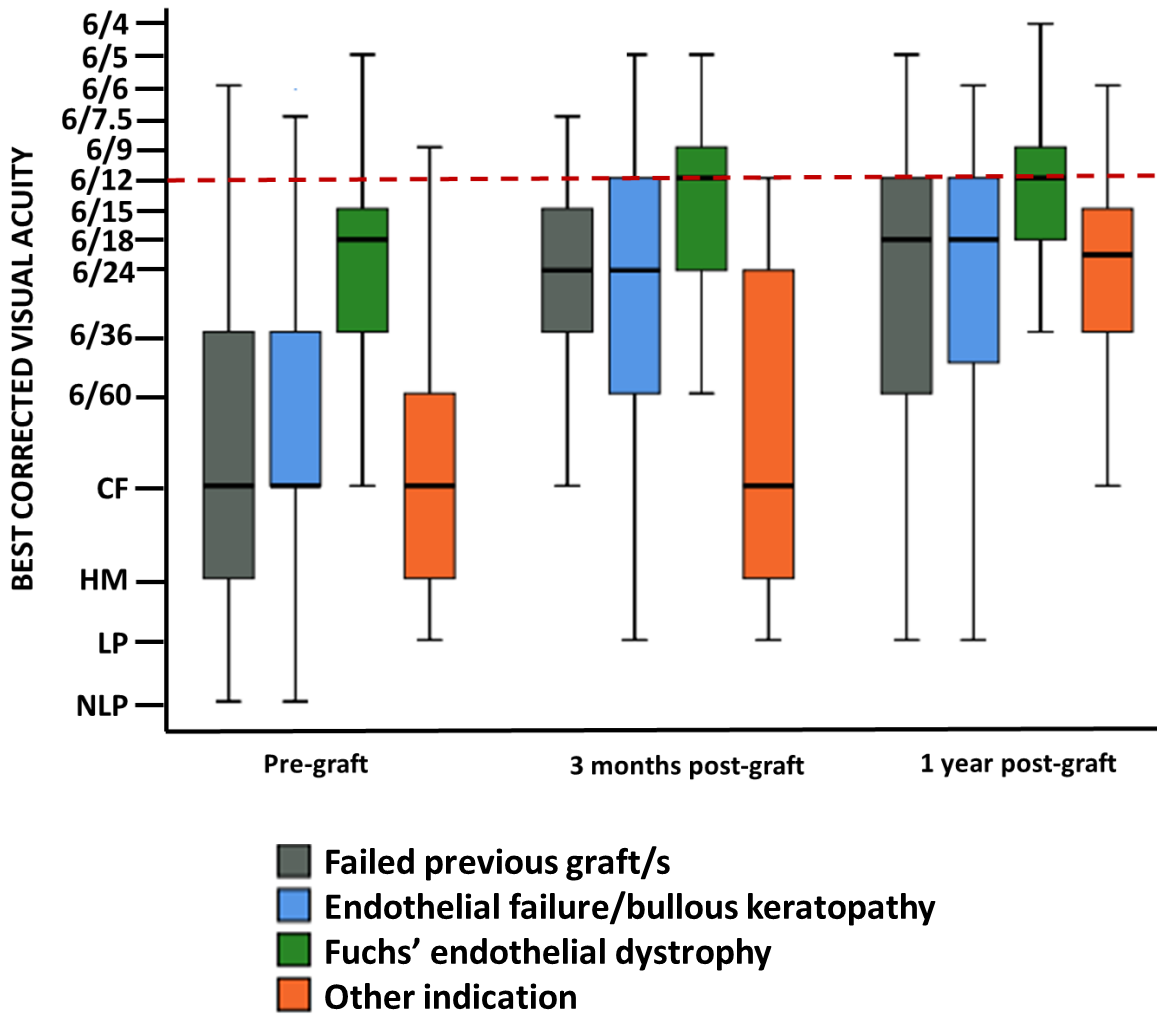 BEST CORRECTED VISUAL ACUITY
6/4
6/5
6/6
6/7.5
6/9
6/12
6/15
6/18
6/24
6/36
6/60
CF
HM
LP
NLP
Pre-graft
3 months post-graft
1 year post-graft
Failed previous graft/s
Endothelial failure/bullous keratopathy
Fuchs’ endothelial dystrophy
Other indication